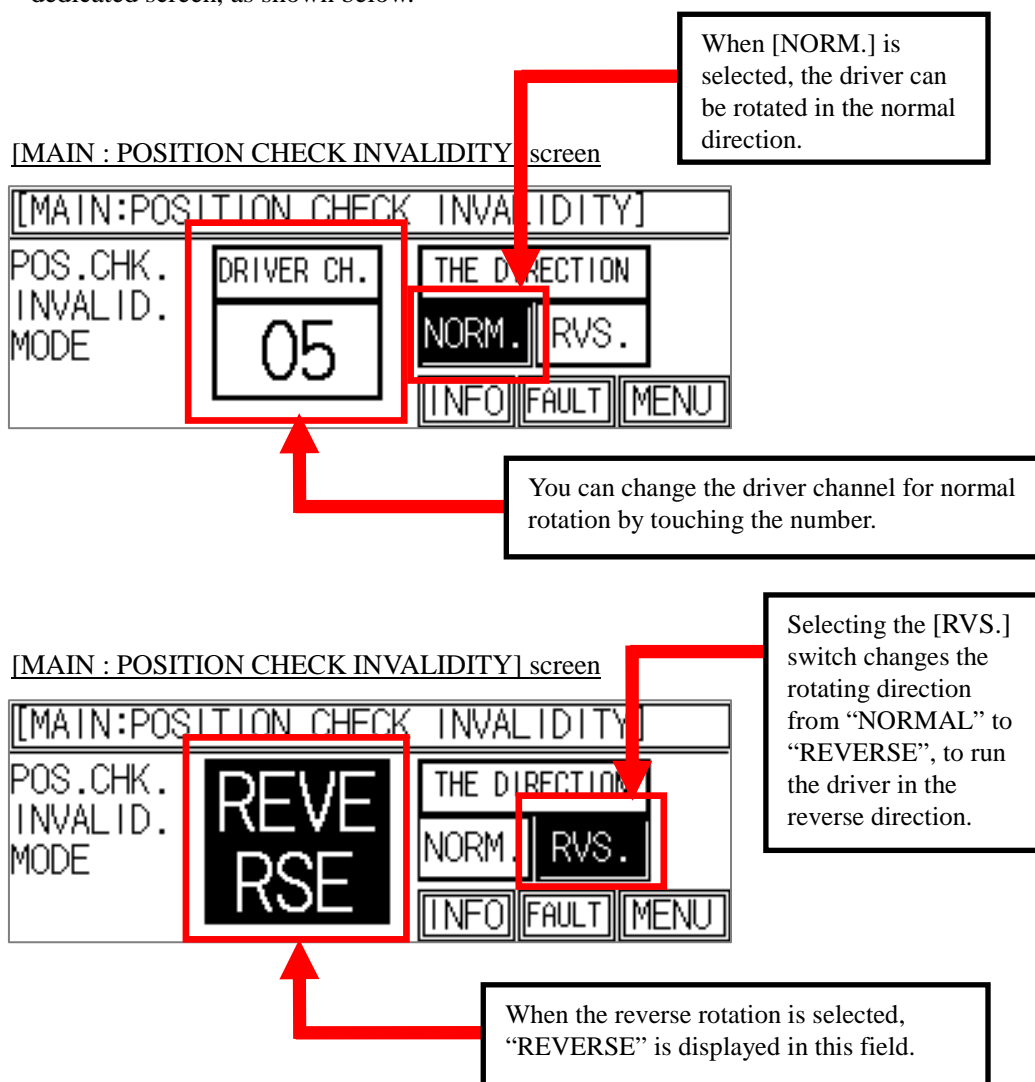 dedicated screen, as shown below.
When [NORM.] is
selected, the driver can
be rotated in the normal
direction.
[MAIN : POSITION CHECK INVALIDITY] screen
[MAIN:POSITION CHECK INVALIDITY]
POS.CHK.
INVALID.
MODE
DRIVER CH.
05
THE DIRECTION
NORM. RVS.
INFO FAULT MENU
You can change the driver channel for normal
rotation by touching the number.
Selecting the [RVS.]
switch changes the
rotating direction
from “NORMAL” to
“REVERSE”, to run
the driver in the
reverse direction.
[MAIN : POSITION CHECK INVALIDITY] screen
[MAIN:POSITION CHECK INVALIDITY]
POS.CHK.
INVALID.
MODE
REVE
RSE
THE DIRECTION
NORM. RVS.
INFO FAULT MENU
When the reverse rotation is selected,
“REVERSE” is displayed in this field.